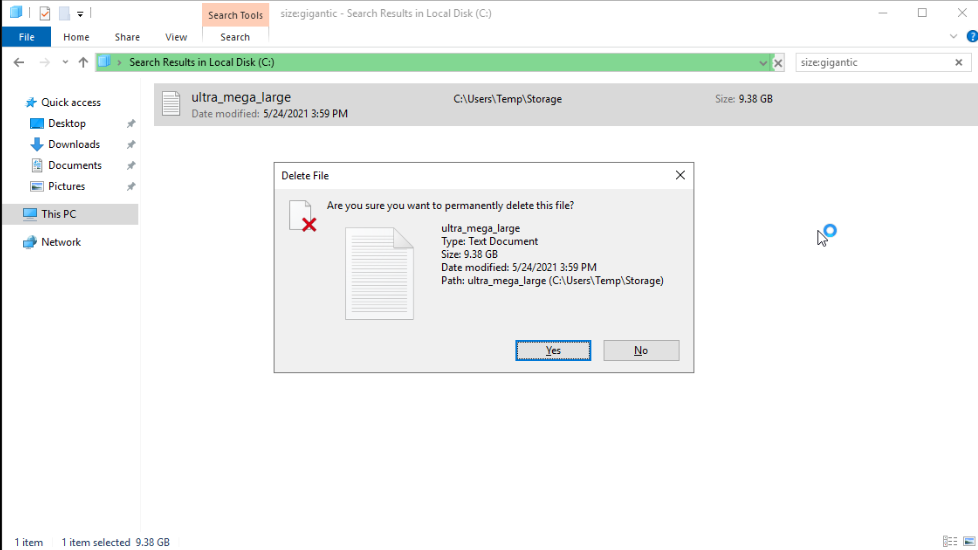 Search Tools
size:gigantic - Search Results in Local Disk (C:)
File Home Share View Search
?
› Search Results in Local Disk (C:)
size:gigantic
Quick access
Desktop
Downloads
Documents
Pictures
This PC
Network
ultra_mega_large C:\Users\Temp\Storage Size: 9.38 GB
Date modified: 5/24/2021 3:59 PM
Delete File
Are you sure you want to permanently delete this file?
ultra_mega_large
Type: Text Document
Size: 9.38 GB
Date modified: 5/24/2021 3:59 PM
Path: ultra_mega_large (C:\Users\Temp\Storage)
Yes No
1 item 1 item selected 9.38 GB